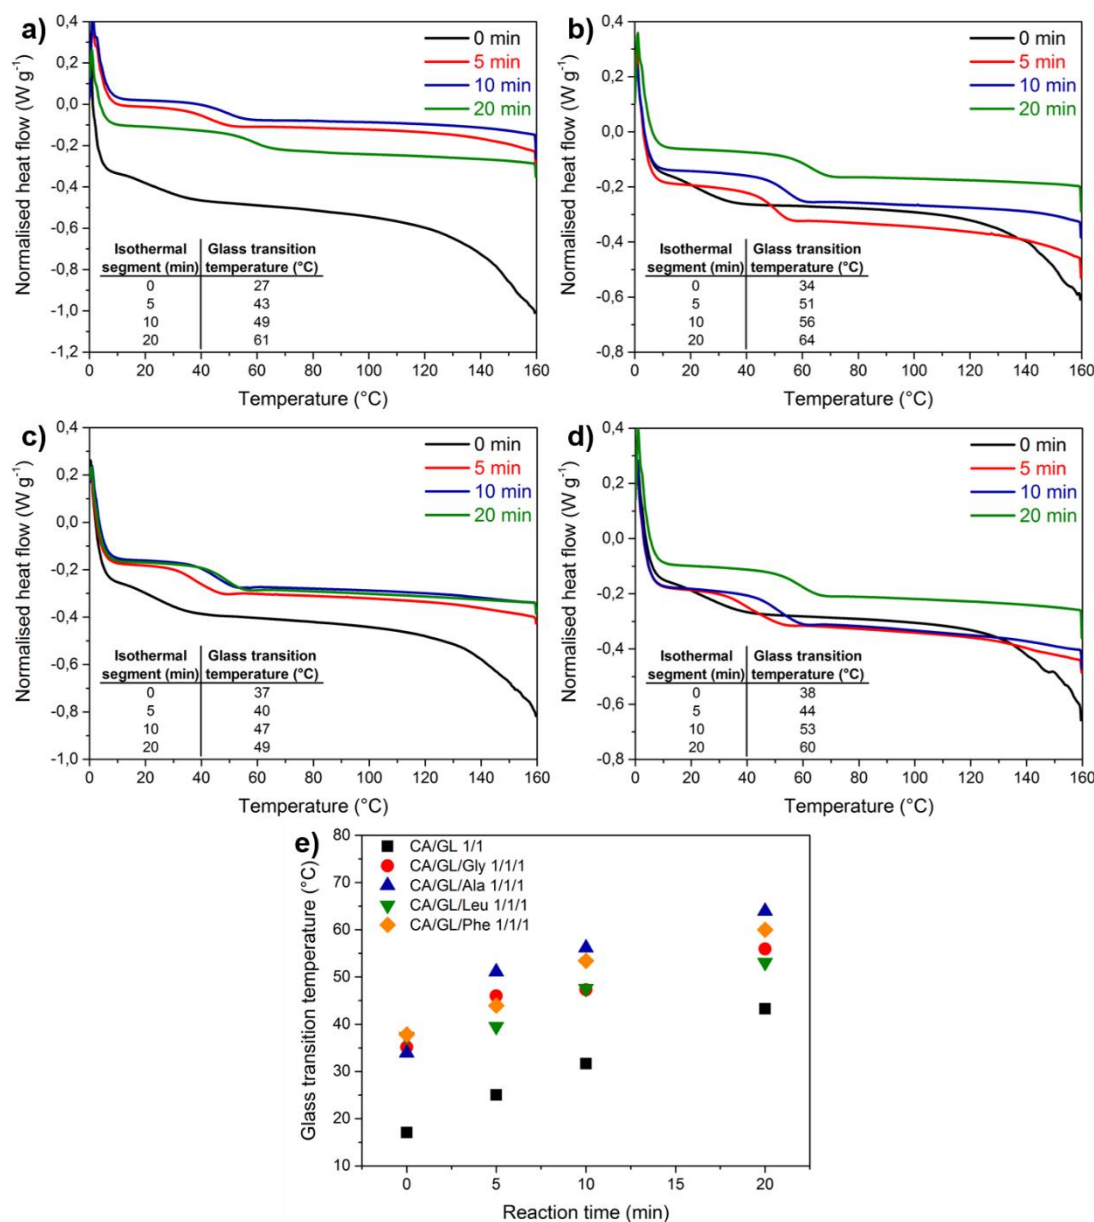 a)
0 min
5 min
10 min
20 min
0,4
0,2
0,0
-0,2
-0,4
-0,6
-0,8
-1,0
-1,2
Normalised heat flow (W g-1)
Isothermal segment (min) Glass transition temperature (°C)
0 27
5 43
10 49
20 61
0 20 40 60 80 100 120 140 160
Temperature (°C)
b)
0 min
5 min
10 min
20 min
0,4
0,2
0,0
-0,2
-0,4
-0,6
-0,8
Normalised heat flow (W g-1)
Isothermal segment (min) Glass transition temperature (°C)
0 34
5 51
10 56
20 64
0 20 40 60 80 100 120 140 160
Temperature (°C)
c)
0 min
5 min
10 min
20 min
0,4
0,2
0,0
-0,2
-0,4
-0,6
-0,8
-1,0
Normalised heat flow (W g-1)
Isothermal segment (min) Glass transition temperature (°C)
0 37
5 40
10 47
20 49
0 20 40 60 80 100 120 140 160
Temperature (°C)
d)
0 min
5 min
10 min
20 min
0,4
0,2
0,0
-0,2
-0,4
-0,6
-0,8
Normalised heat flow (W g-1)
Isothermal segment (min) Glass transition temperature (°C)
0 38
5 44
10 53
20 60
0 20 40 60 80 100 120 140 160
Temperature (°C)
e)
CA/GL 1/1
CA/GL/Gly 1/1/1
CA/GL/Ala 1/1/1
CA/GL/Leu 1/1/1
CA/GL/Phe 1/1/1
80
70
60
50
40
30
20
10
Glass transition temperature (°C)
0 5 10 15 20
Reaction time (min)